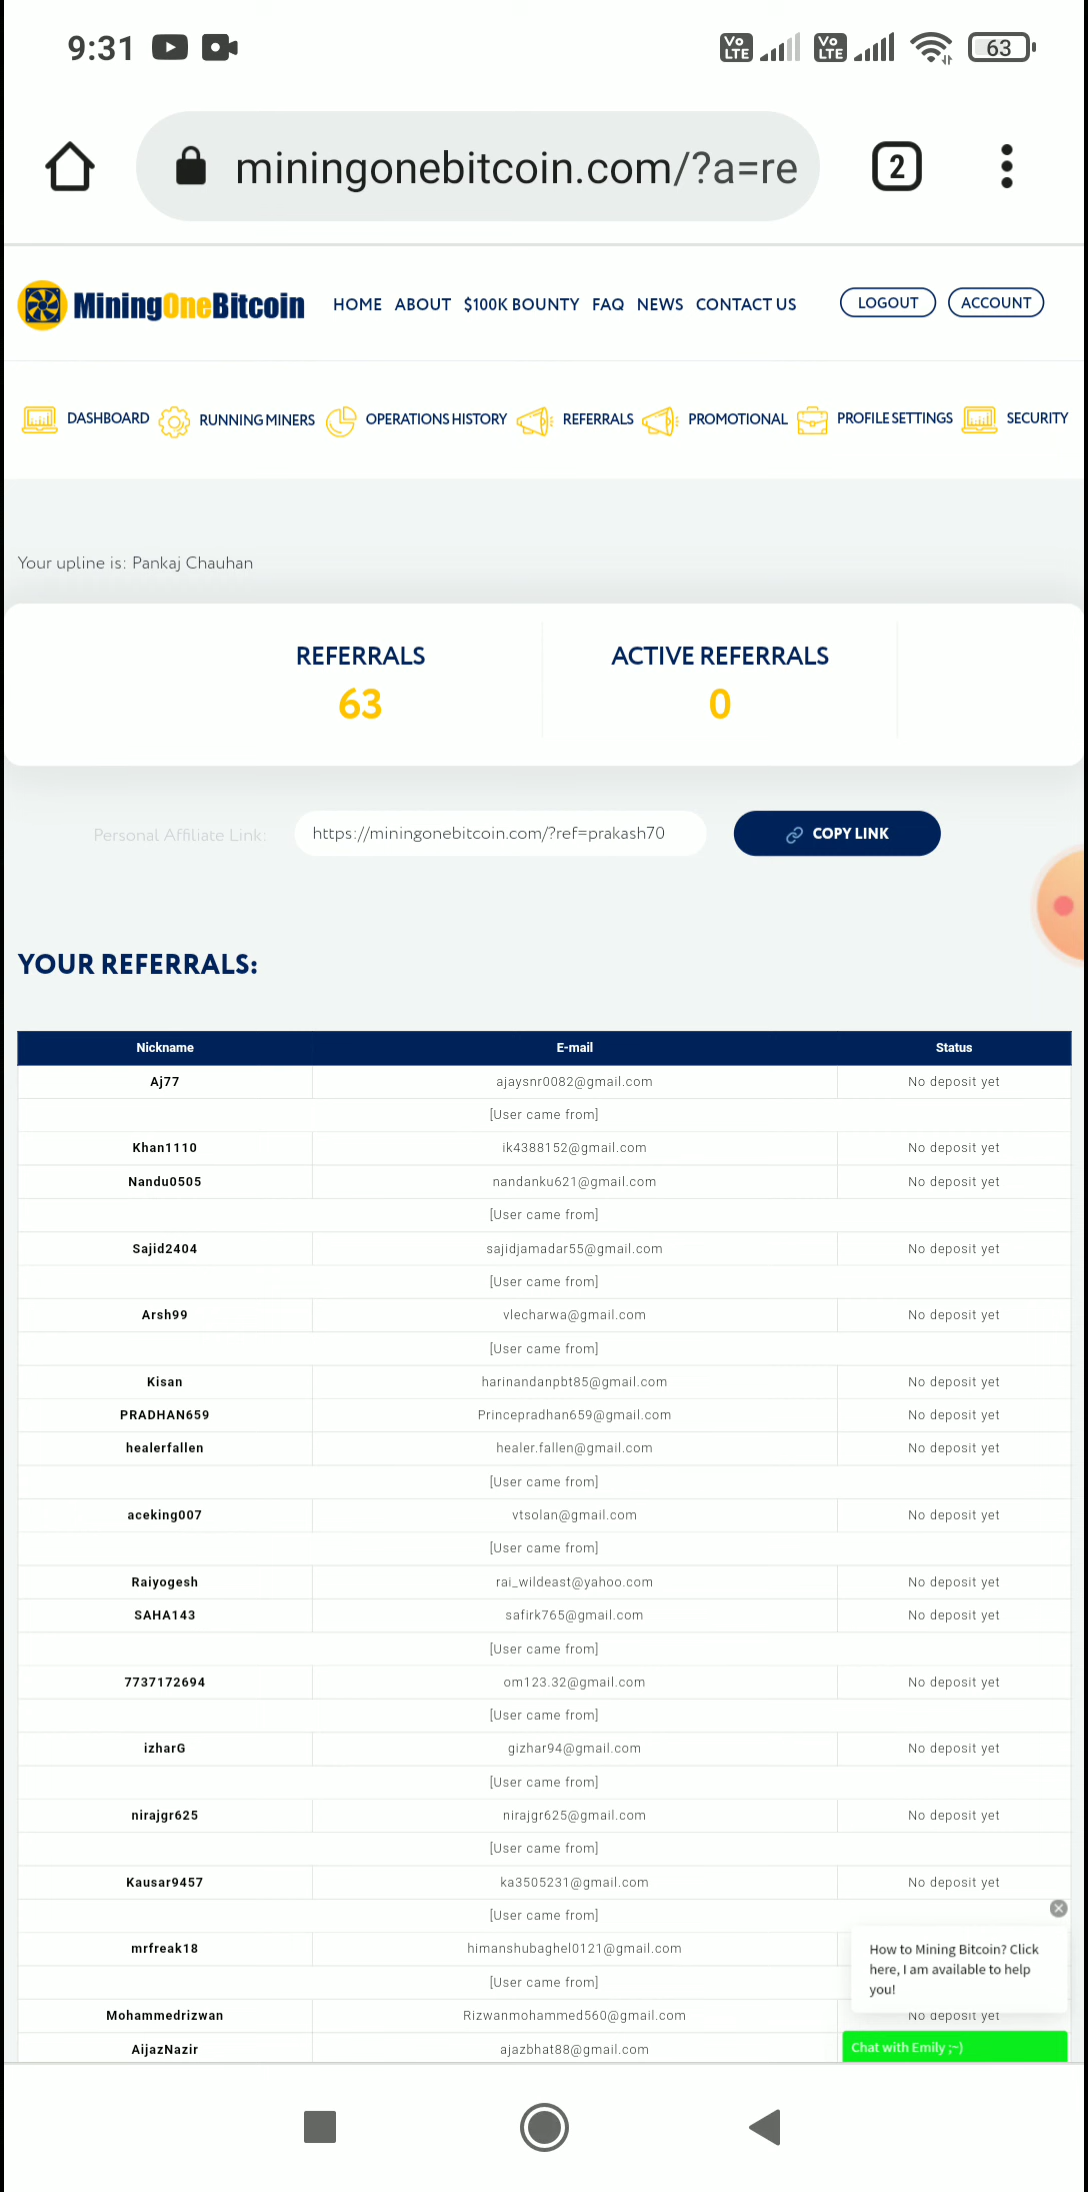 9:31
Vo LTE Vo LTE 63
miningonebitcoin.com/?a=re 2
MiningOneBitcoin HOME ABOUT $100K BOUNTY FAQ NEWS CONTACT US LOGOUT ACCOUNT
DASHBOARD RUNNING MINERS OPERATIONS HISTORY REFERRALS PROMOTIONAL PROFILE SETTINGS SECURITY
Your upline is: Pankaj Chauhan
REFERRALS ACTIVE REFERRALS
63 0
Personal Affiliate Link: https://miningonebitcoin.com/?ref=prakash70 COPY LINK
YOUR REFERRALS:
Nickname E-mail Status
Aj77 ajaysnr0082@gmail.com No deposit yet
[User came from]
Khan1110 ik4388152@gmail.com No deposit yet
Nandu0505 nandanku621@gmail.com No deposit yet
[User came from]
Sajid2404 sajidjamadar55@gmail.com No deposit yet
[User came from]
Arsh99 vlecharwa@gmail.com No deposit yet
[User came from]
Kisan harinandanpbt85@gmail.com No deposit yet
PRADHAN659 Princepradhan659@gmail.com No deposit yet
healerfallen healer.fallen@gmail.com No deposit yet
[User came from]
aceking007 vtsolan@gmail.com No deposit yet
[User came from]
Raiyogesh rai_wildeast@yahoo.com No deposit yet
SAHA143 safirk765@gmail.com No deposit yet
[User came from]
7737172694 om123.32@gmail.com No deposit yet
[User came from]
izharG gizhar94@gmail.com No deposit yet
[User came from]
nirajgr625 nirajgr625@gmail.com No deposit yet
[User came from]
Kausar9457 ka3505231@gmail.com No deposit yet
[User came from]
mrfreak18 himanshubaghel0121@gmail.com
[User came from]
How to Mining Bitcoin? Click
here, I am available to help
you!
Mohammedrizwan Rizwanmohammed560@gmail.com No deposit yet
AijazNazir ajazbhat88@gmail.com
Chat with Emily ;~)